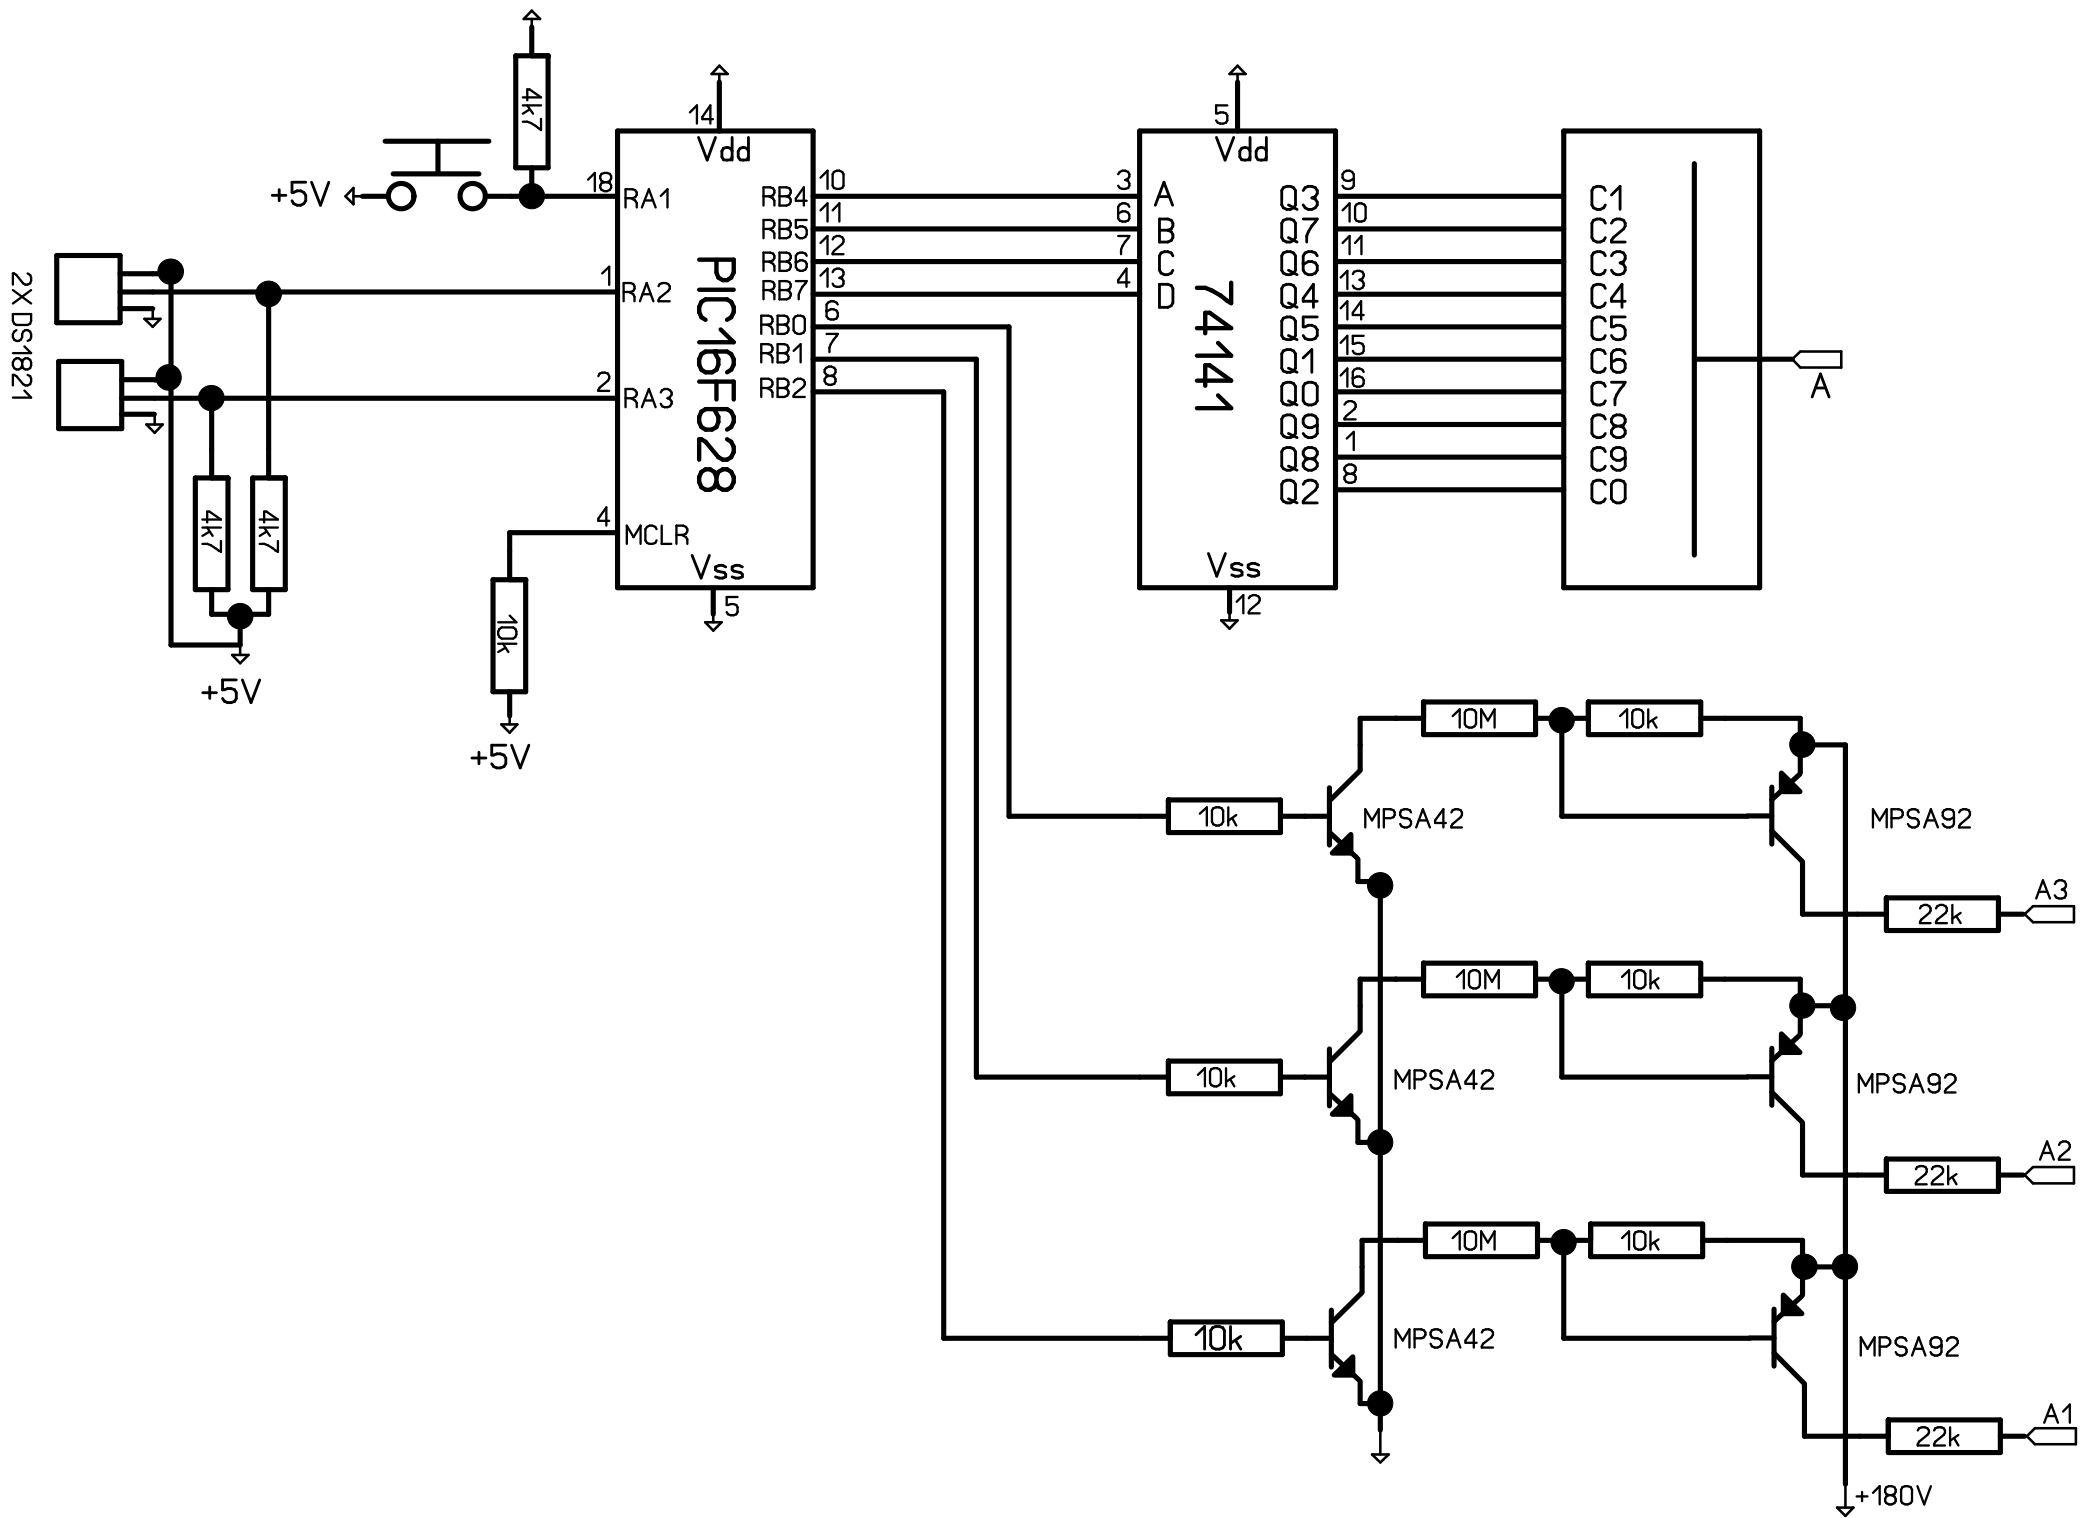 4k7
+5V
18
RA1
2X DS1821
1
RA2
2
RA3
4k7
4k7
+5V
4
MCLR
10k
+5V
14
Vdd
PIC16F628
Vss
5
RB4
10
RB5
11
RB6
12
RB7
13
RB0
6
RB1
7
RB2
8
5
Vdd
3
A
6
B
7
C
4
D
74141
Vss
12
Q3
9
C1
Q7
10
C2
Q6
11
C3
Q4
13
C4
Q5
14
C5
Q1
15
C6
Q0
16
C7
Q9
2
C8
Q8
1
C9
Q2
8
C0
A
10M
10k
10k
MPSA42
MPSA92
22k
A3
10M
10k
10k
MPSA42
MPSA92
22k
A2
10M
10k
10k
MPSA42
MPSA92
22k
A1
+180V